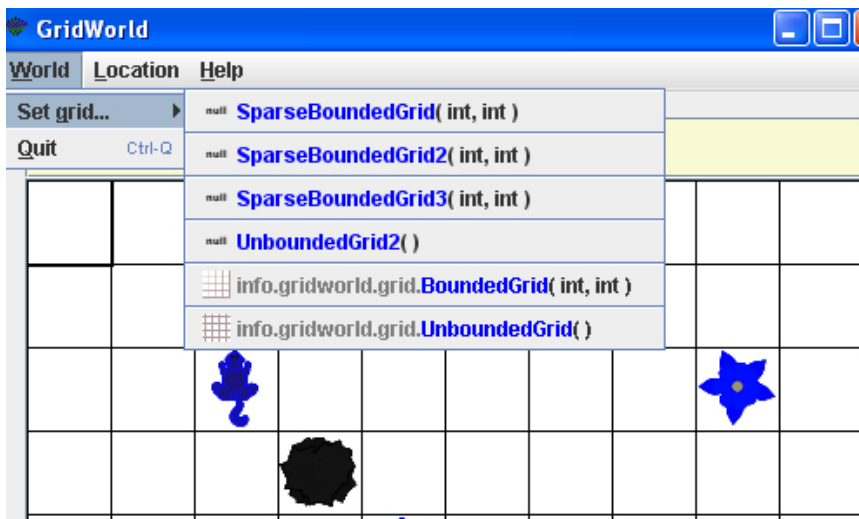 GridWorld
World Location Help
Set grid...
Quit Ctrl-Q
null SparseBoundedGrid( int, int )
null SparseBoundedGrid2( int, int )
null SparseBoundedGrid3( int, int )
null UnboundedGrid2( )
info.gridworld.grid.BoundedGrid( int, int )
info.gridworld.grid.UnboundedGrid( )